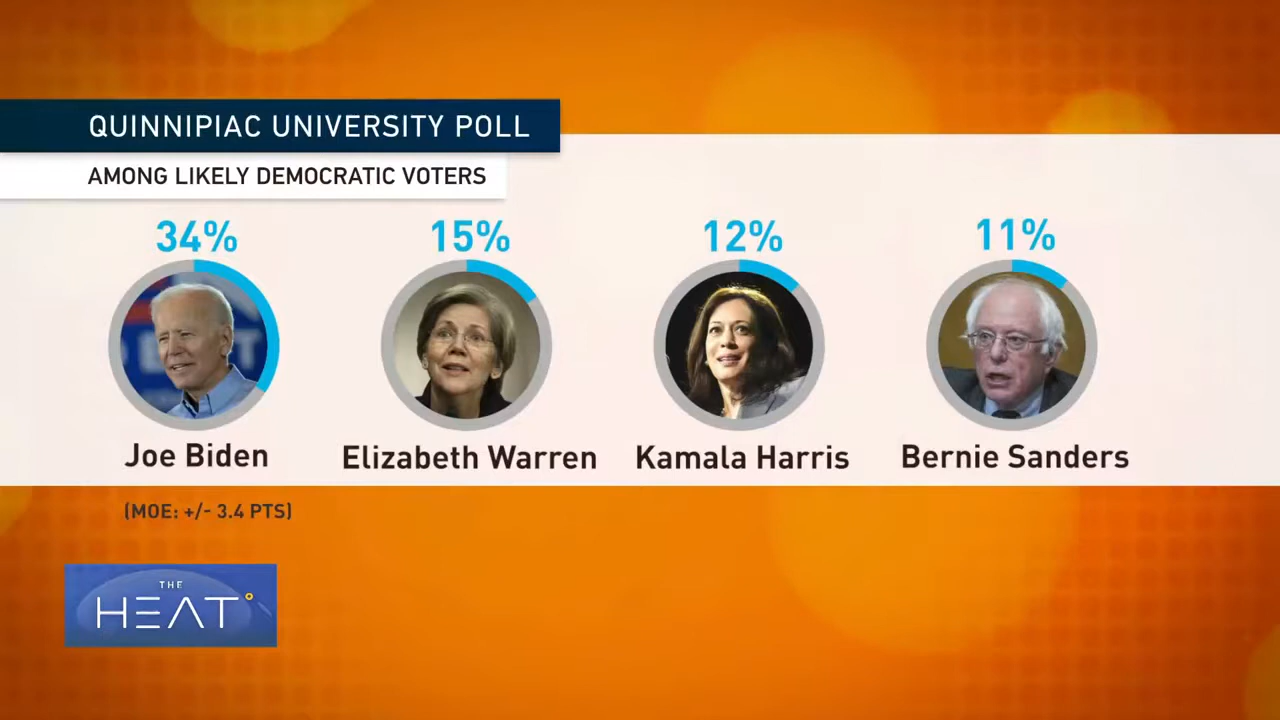 QUINNIPIAC UNIVERSITY POLL
AMONG LIKELY DEMOCRATIC VOTERS
34% 15% 12% 11%
Joe Biden Elizabeth Warren Kamala Harris Bernie Sanders
(MOE: +/- 3.4 PTS)
THE
HEAT°